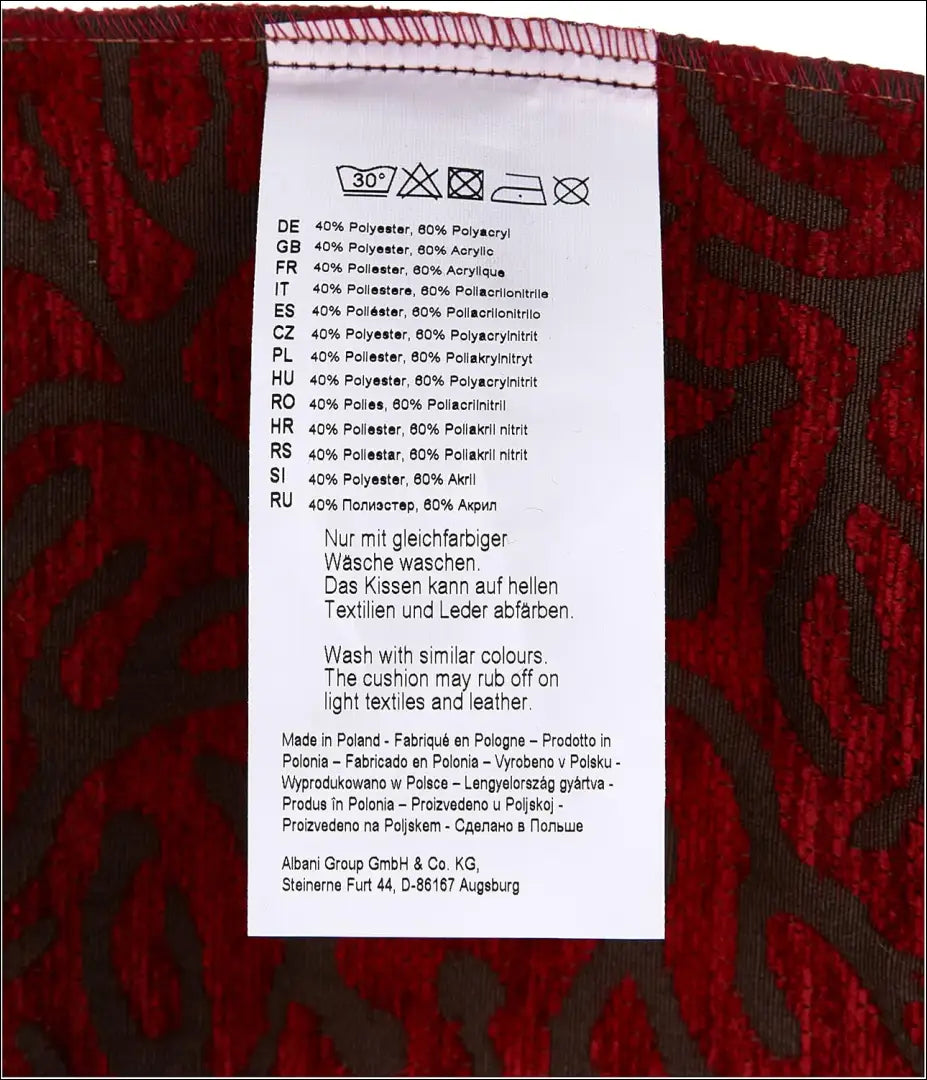 30°
DE 40% Polyester, 60% Polyacryl
GB 40% Polyester, 60% Acrylic
FR 40% Poliester, 60% Acrylique
IT 40% Poliestere, 60% Poliacrilonitrile
ES 40% Poliéster, 60% Poliacrilonitrilo
CZ 40% Polyester, 60% Polyacrylnitrit
PL 40% Poliester, 60% Poliakrylnitryt
HU 40% Polyester, 60% Polyacrylnitrit
RO 40% Polies, 60% Poliacrilnitril
HR 40% Poliester, 60% Poliakril nitrit
RS 40% Poliestar, 60% Poliakril nitrit
SI 40% Polyester, 60% Akril
RU 40% Полиэстер, 60% Акрил
Nur mit gleichfarbiger
Wäsche waschen.
Das Kissen kann auf hellen
Textilien und Leder abfärben.
Wash with similar colours.
The cushion may rub off on
light textiles and leather.
Made in Poland - Fabriqué en Pologne – Prodotto in
Polonia – Fabricado en Polonia – Vyrobeno v Polsku -
Wyprodukowano w Polsce – Lengyelország gyártva -
Produs în Polonia – Proizvedeno u Poljskoj -
Proizvedeno na Poljskem - Сделано в Польше
Albani Group GmbH & Co. KG,
Steinerne Furt 44, D-86167 Augsburg